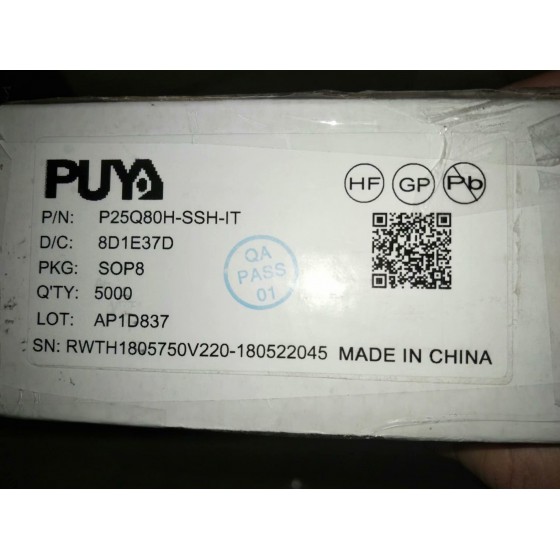 PUYA
HF GP Pb
P/N: P25Q80H-SSH-IT
D/C: 8D1E37D
PKG: SOP8
Q'TY: 5000
LOT: AP1D837
QA
PASS
01
SN: RWTH1805750V220-180522045 MADE IN CHINA